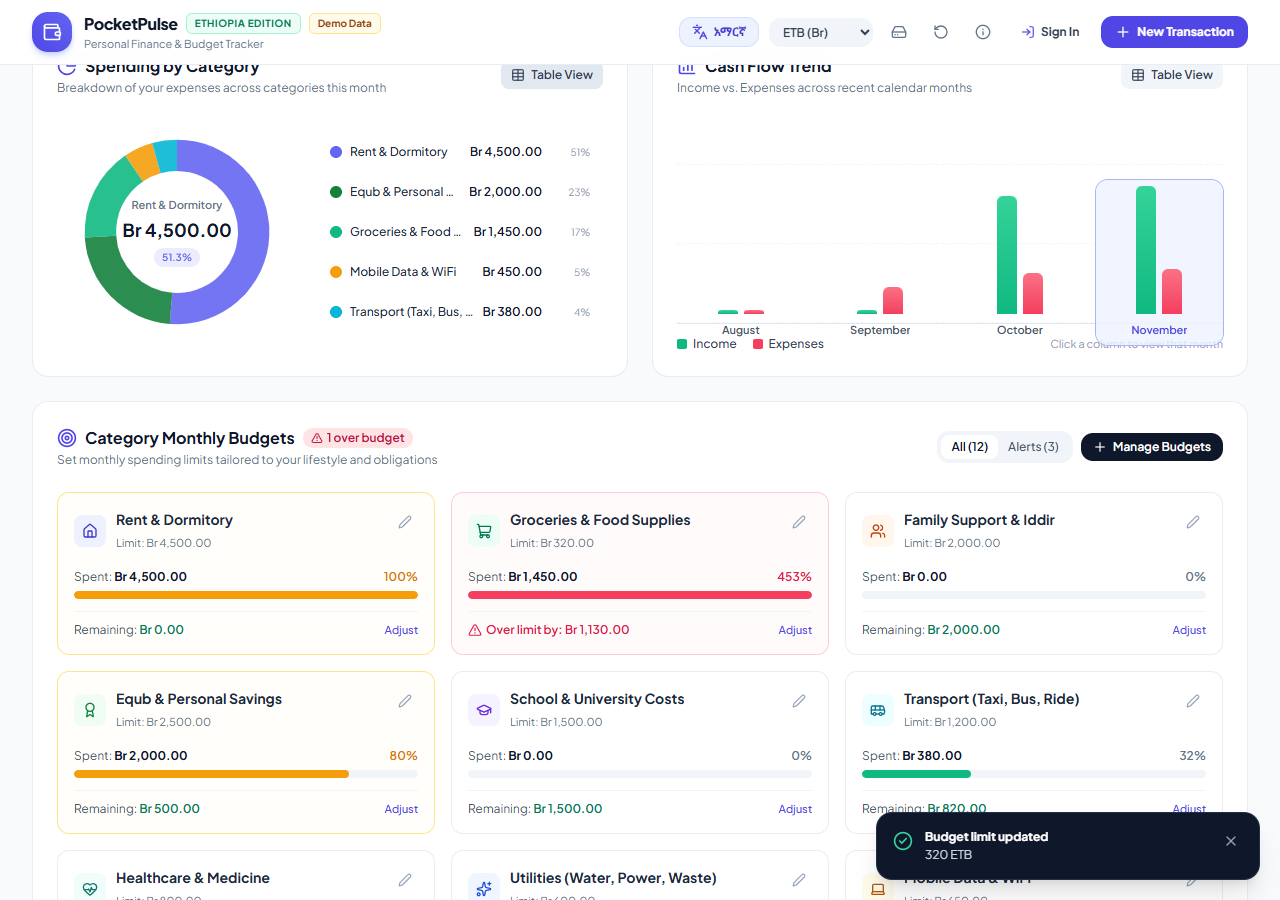 PocketPulse
ETHIOPIA EDITION
Demo Data
Personal Finance & Budget Tracker
አማርኛ
ETB (Br)
Sign In
New Transaction
Spending by Category
Breakdown of your expenses across categories this month
Table View
Rent & Dormitory
Br 4,500.00
51.3%
Rent & Dormitory Br 4,500.00 51%
Equb & Personal ... Br 2,000.00 23%
Groceries & Food ... Br 1,450.00 17%
Mobile Data & WiFi Br 450.00 5%
Transport (Taxi, Bus, ... Br 380.00 4%
Cash Flow Trend
Income vs. Expenses across recent calendar months
Table View
August September October November
Income Expenses
Click a column to view that month
Category Monthly Budgets
1 over budget
Set monthly spending limits tailored to your lifestyle and obligations
All (12) Alerts (3)
Manage Budgets
Rent & Dormitory
Limit: Br 4,500.00
Spent: Br 4,500.00 100%
Remaining: Br 0.00 Adjust
Groceries & Food Supplies
Limit: Br 320.00
Spent: Br 1,450.00 453%
Over limit by: Br 1,130.00 Adjust
Family Support & Iddir
Limit: Br 2,000.00
Spent: Br 0.00 0%
Remaining: Br 2,000.00 Adjust
Equb & Personal Savings
Limit: Br 2,500.00
Spent: Br 2,000.00 80%
Remaining: Br 500.00 Adjust
School & University Costs
Limit: Br 1,500.00
Spent: Br 0.00 0%
Remaining: Br 1,500.00 Adjust
Transport (Taxi, Bus, Ride)
Limit: Br 1,200.00
Spent: Br 380.00 32%
Remaining: Br 820.00 Adjust
Healthcare & Medicine
Utilities (Water, Power, Waste)
Mobile Data & WiFi
Budget limit updated
320 ETB